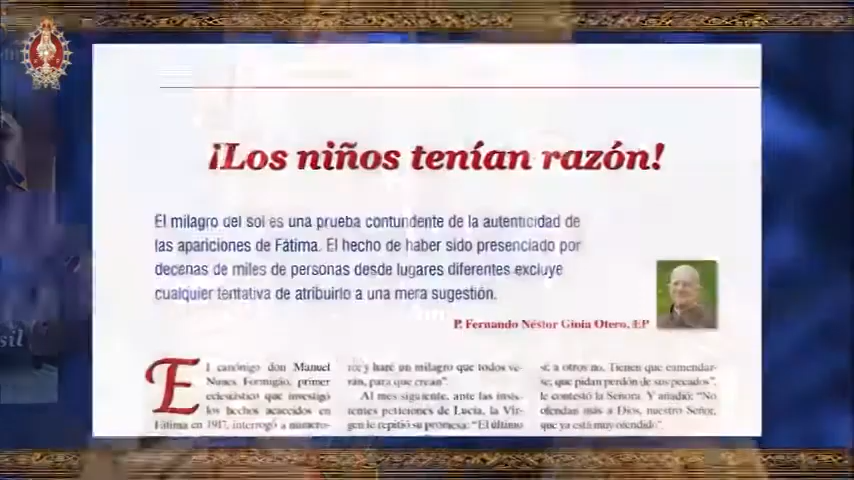 ¡Los niños tenían razón!
El milagro del sol es una prueba contundente de la autenticidad de
las apariciones de Fátima. El hecho de haber sido presenciado por
decenas de miles de personas desde lugares diferentes excluye
cualquier tentativa de atribuirlo a una mera sugestión.
P. Fernando Néstor Gioia Otero, EP
El canónigo don Manuel
Nunes Formigão, primer
eclesiástico que investigó
los hechos acaecidos en
Fátima en 1917, interrogó a numero-
ré y haré un milagro que todos ve-
rán, para que crean".
Al mes siguiente, ante las insis-
tentes peticiones de Lucía, la Vir-
gen le repitió su promesa: "El último
sí; a otros no. Tienen que enmendar-
se, que pidan perdón de sus pecados",
le contestó la Señora. Y añadió: "No
ofendan más a Dios, nuestro Señor,
que ya está muy ofendido".
sil